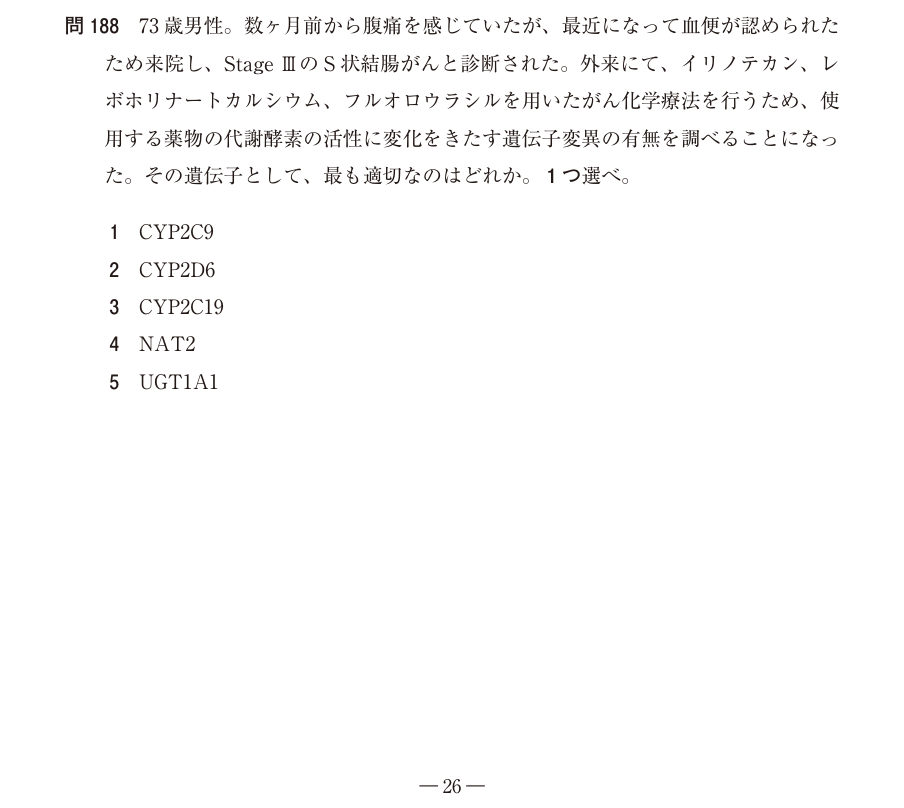 問 188　73 歳男性。数ヶ月前から腹痛を感じていたが、最近になって血便が認められた
ため来院し、Stage ⅢのS 状結腸がんと診断された。外来にて、イリノテカン、レ
ボホリナートカルシウム、フルオロウラシルを用いたがん化学療法を行うため、使
用する薬物の代謝酵素の活性に変化をきたす遺伝子変異の有無を調べることになっ
た。その遺伝子として、最も適切なのはどれか。1 つ選べ。
1　CYP2C9
2　CYP2D6
3　CYP2C19
4　NAT2
5　UGT1A1
― 26 ―